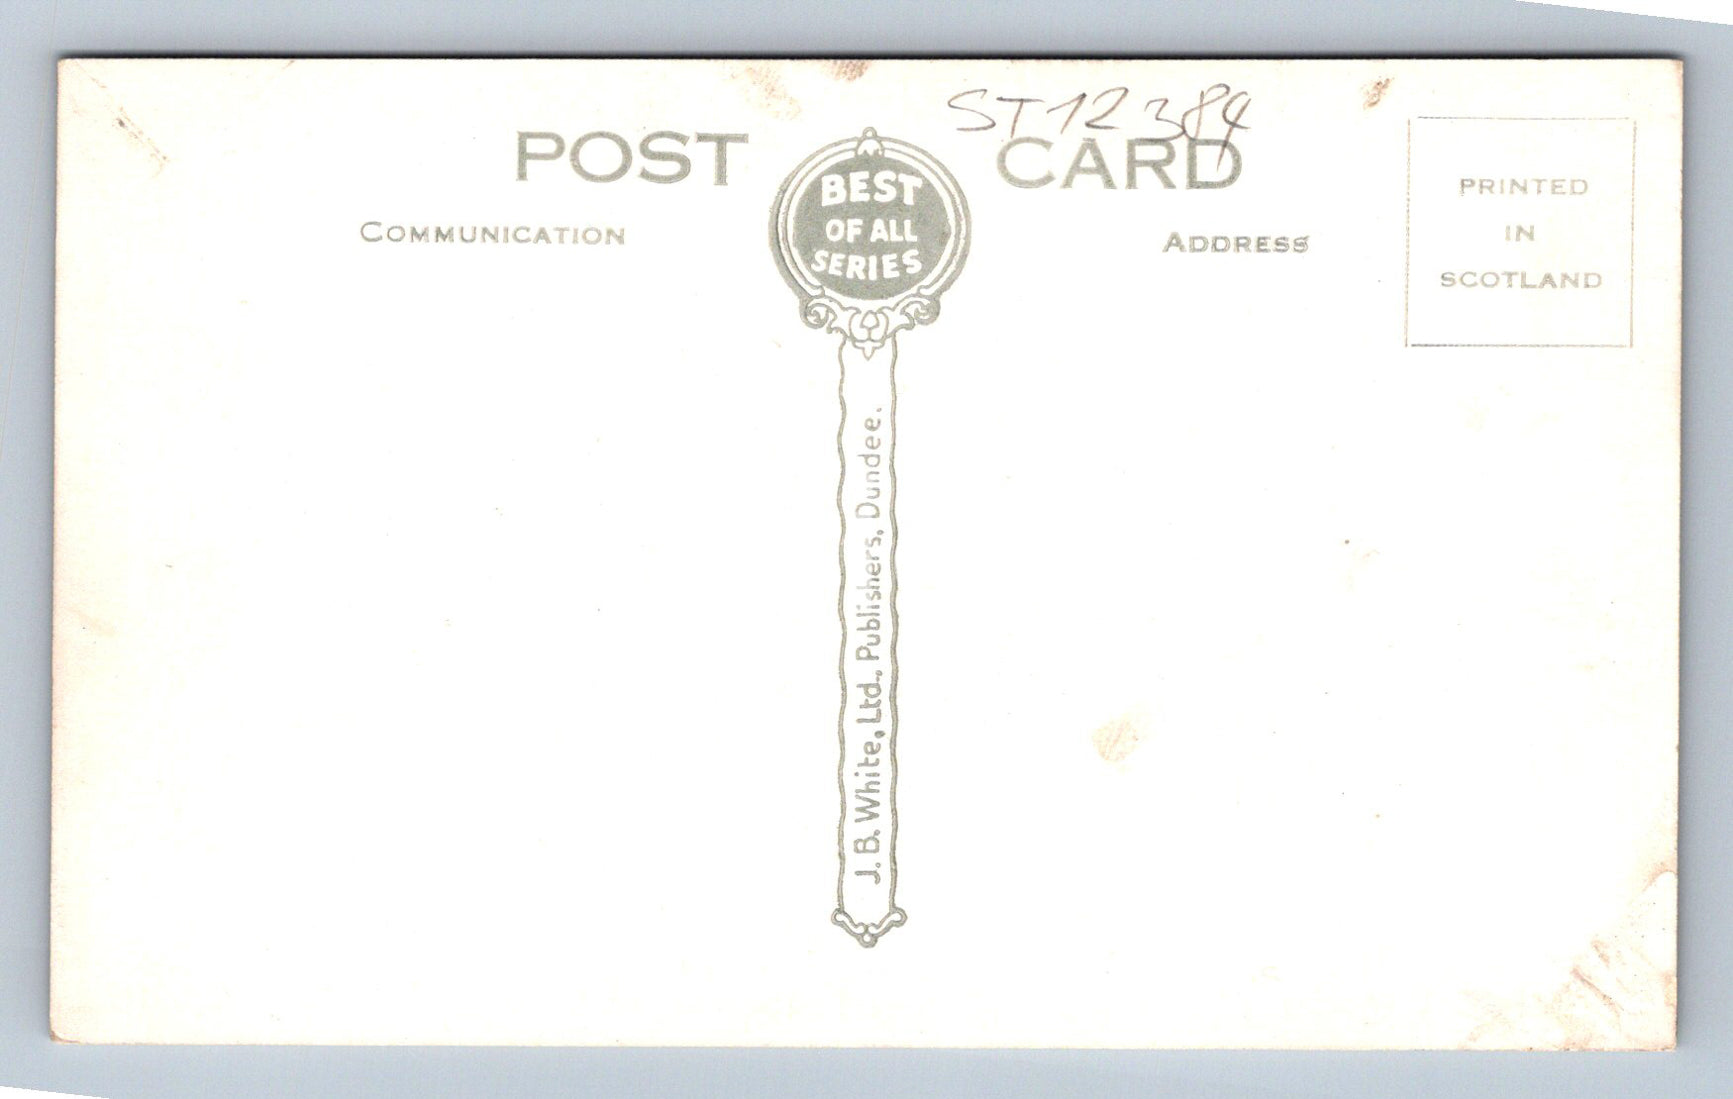 ST12384
POST CARD
BEST
OF ALL
SERIES
COMMUNICATION
ADDRESS
PRINTED
IN
SCOTLAND
J. B. White, Ltd., Publishers, Dundee.